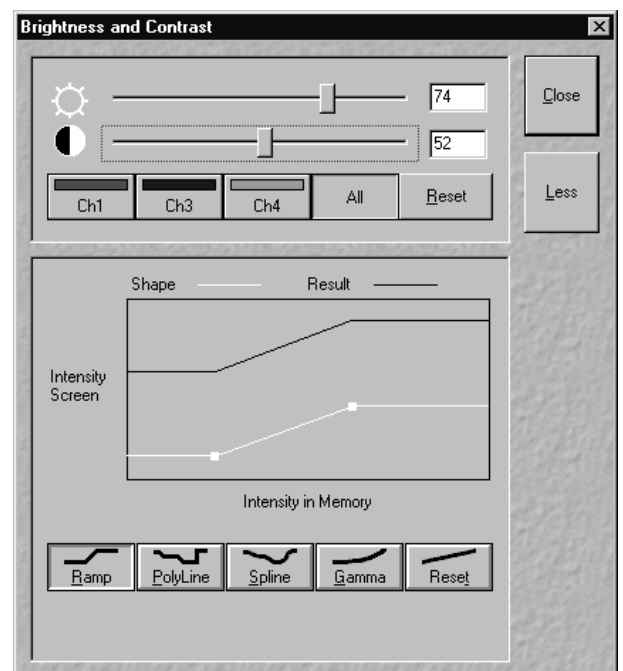 Brightness and Contrast
74
52
Close
Less
Ch1 Ch3 Ch4 All Reset
Shape Result
Intensity
Screen
Intensity in Memory
Ramp PolyLine Spline Gamma Reset